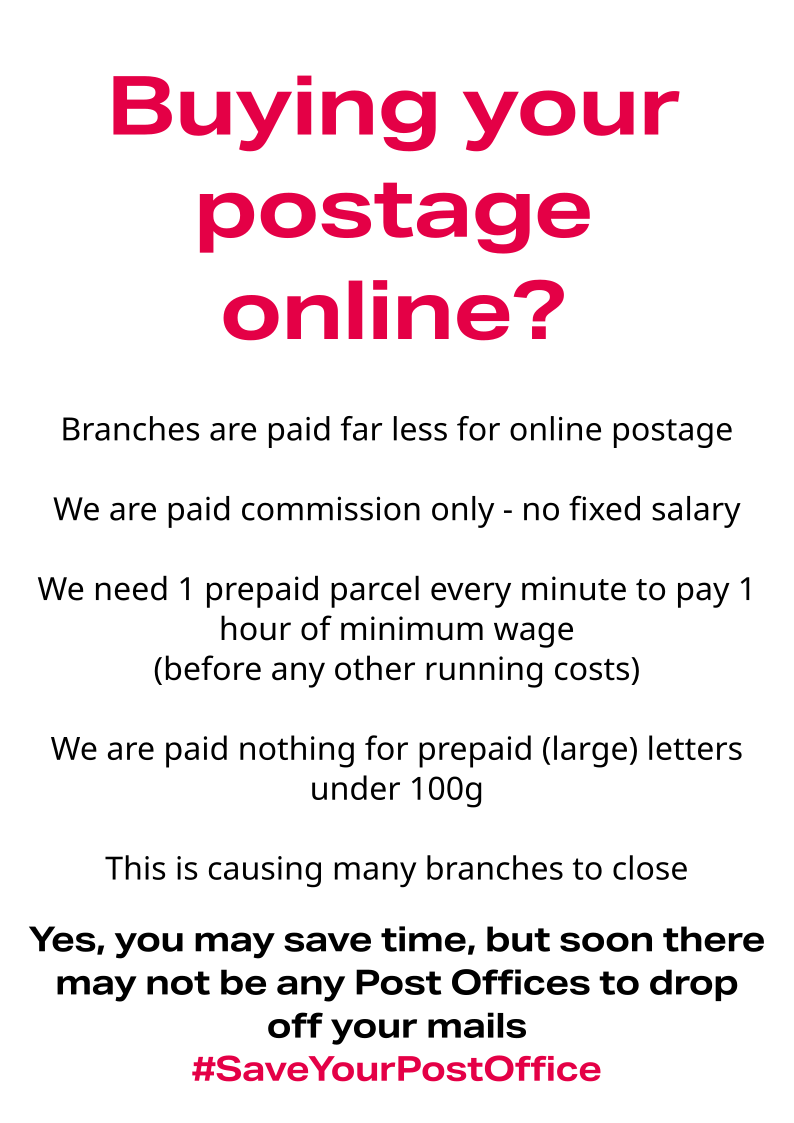 Buying your
postage
online?
Branches are paid far less for online postage
We are paid commission only - no fixed salary
We need 1 prepaid parcel every minute to pay 1
hour of minimum wage
(before any other running costs)
We are paid nothing for prepaid (large) letters
under 100g
This is causing many branches to close
Yes, you may save time, but soon there
may not be any Post Offices to drop
off your mails
#SaveYourPostOffice